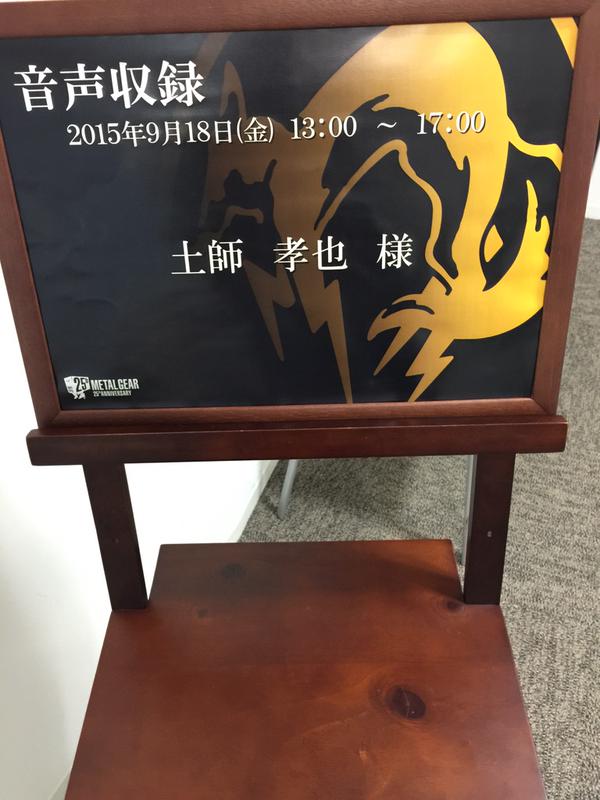 音声収録
2015年9月18日(金) 13:00 ～ 17:00
土師 孝也 様
25th METAL GEAR
25th ANNIVERSARY